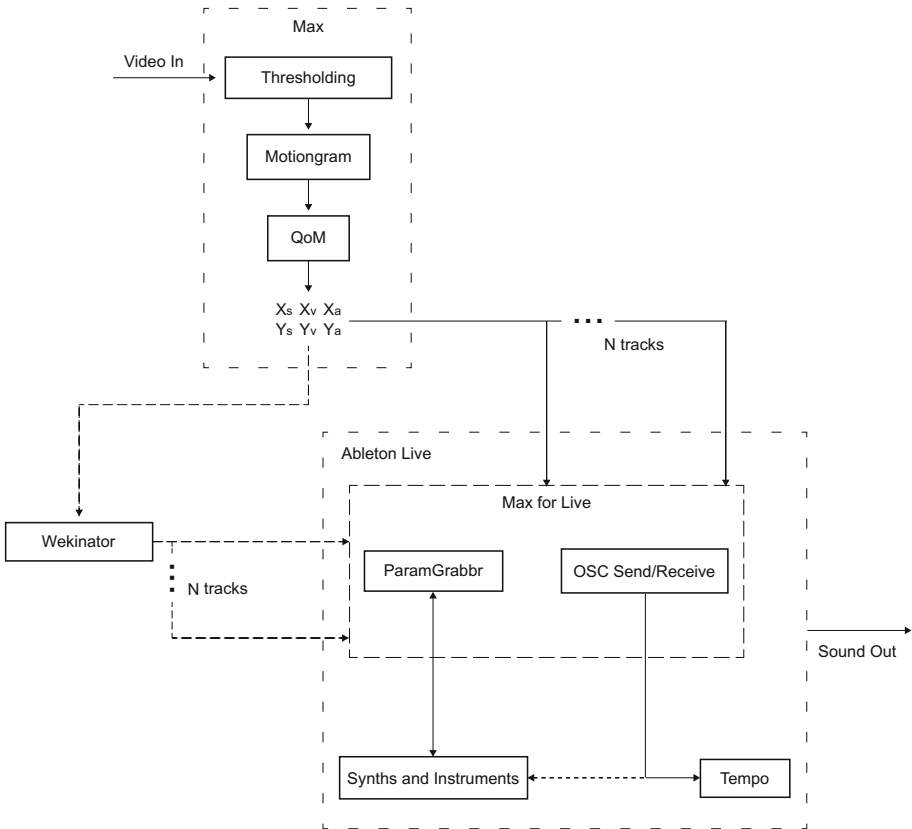 Max
Video In
Thresholding
Motiongram
QoM
Xs Xv Xa
Ys Yv Ya
N tracks
Ableton Live
Max for Live
Wekinator
ParamGrabbr
OSC Send/Receive
N tracks
Sound Out
Synths and Instruments
Tempo